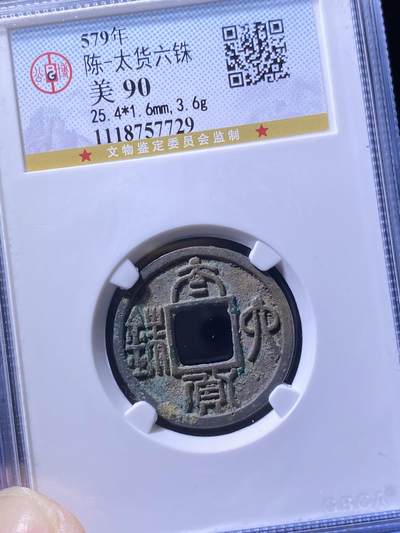 579年
陈-太货六铢
美 90
25.4*1.6mm,3.6g
1118757729
★ 文物鉴定委员会监制 ★
太
货
六
铢